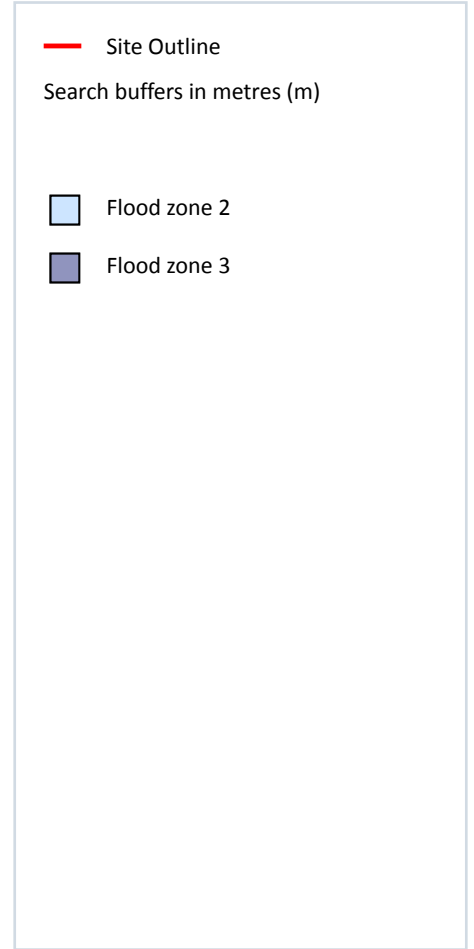 Site Outline
Search buffers in metres (m)
Flood zone 2
Flood zone 3